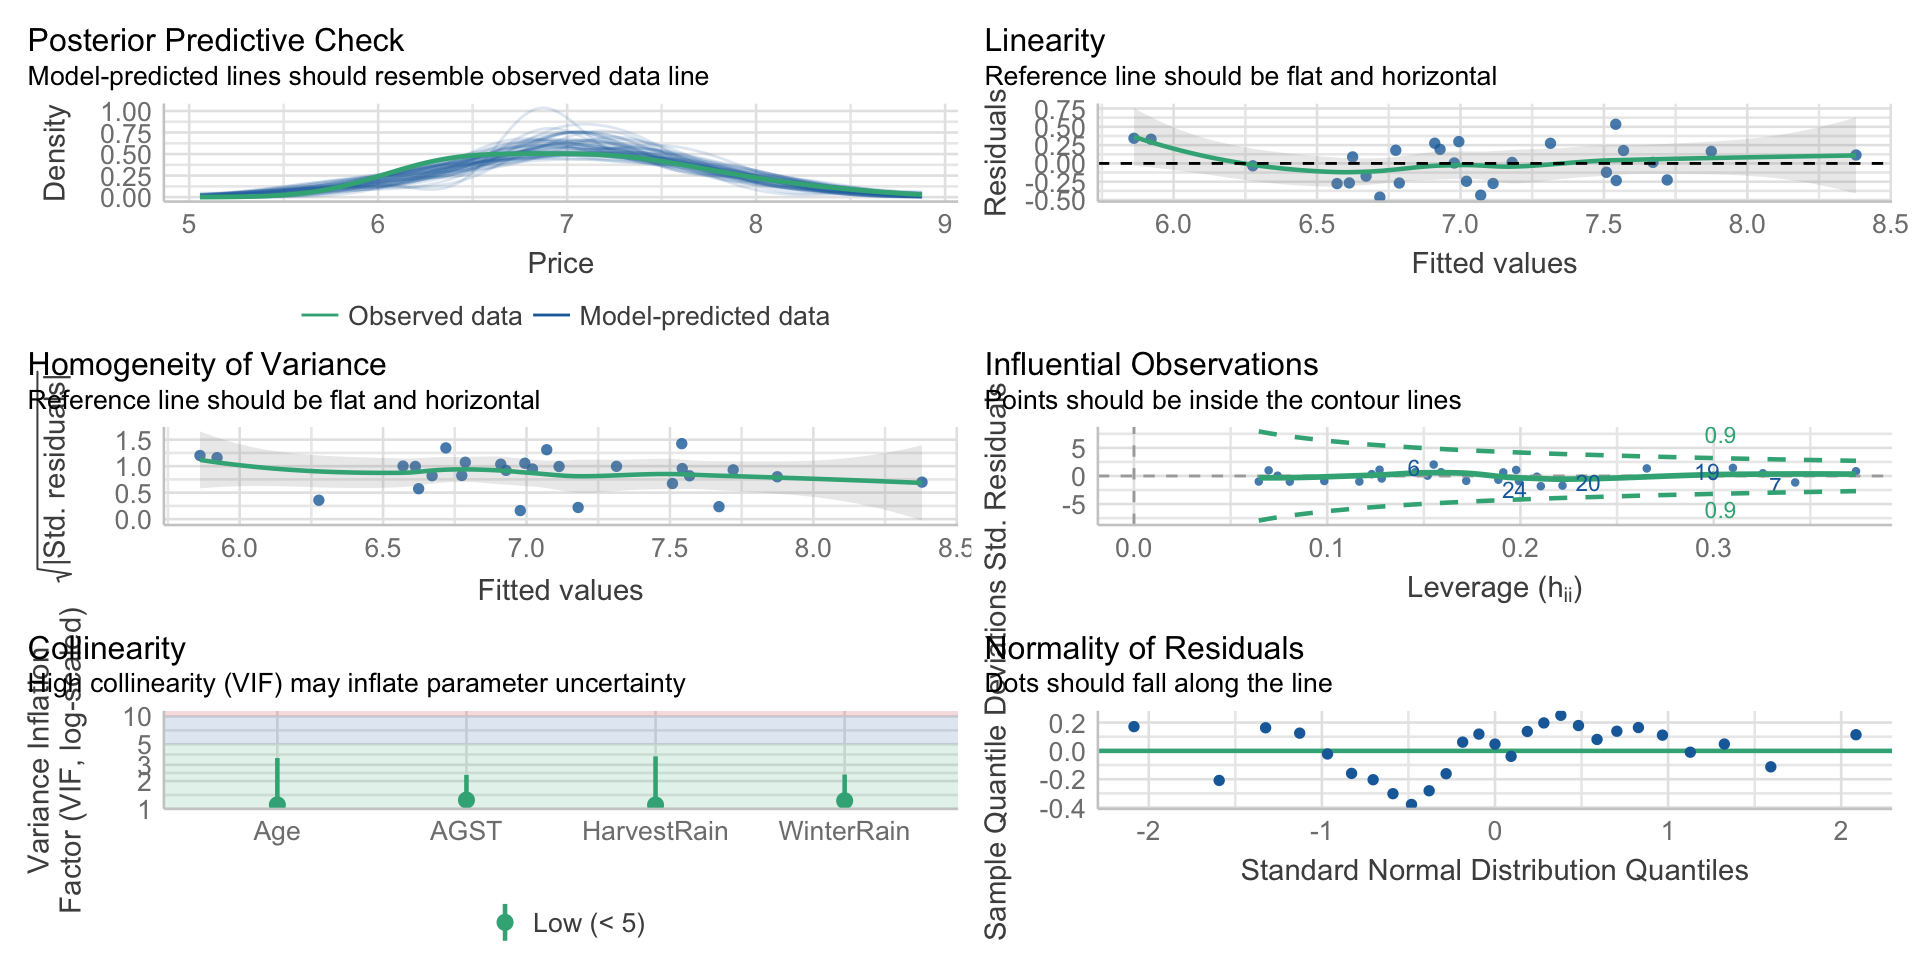 Posterior Predictive Check
Model-predicted lines should resemble observed data line
Density
1.00
0.75
0.50
0.25
0.00
5 6 7 8 9
Price
Observed data Model-predicted data
Linearity
Reference line should be flat and horizontal
Residuals
0.75
0.50
0.25
0.00
-0.25
-0.50
6.0 6.5 7.0 7.5 8.0 8.5
Fitted values
Homogeneity of Variance
Reference line should be flat and horizontal
√|Std. residuals|
1.5
1.0
0.5
0.0
6.0 6.5 7.0 7.5 8.0 8.5
Fitted values
Influential Observations
Points should be inside the contour lines
Std. Residuals
5
0
-5
0.9
6
19
24
20
7
0.9
0.0 0.1 0.2 0.3
Leverage (hii)
Collinearity
High collinearity (VIF) may inflate parameter uncertainty
Variance Inflation
Factor (VIF, log-scaled)
10
5
3
2
1
Age AGST HarvestRain WinterRain
Low (< 5)
Normality of Residuals
Dots should fall along the line
Sample Quantile Deviations
0.2
0.0
-0.2
-0.4
-2 -1 0 1 2
Standard Normal Distribution Quantiles